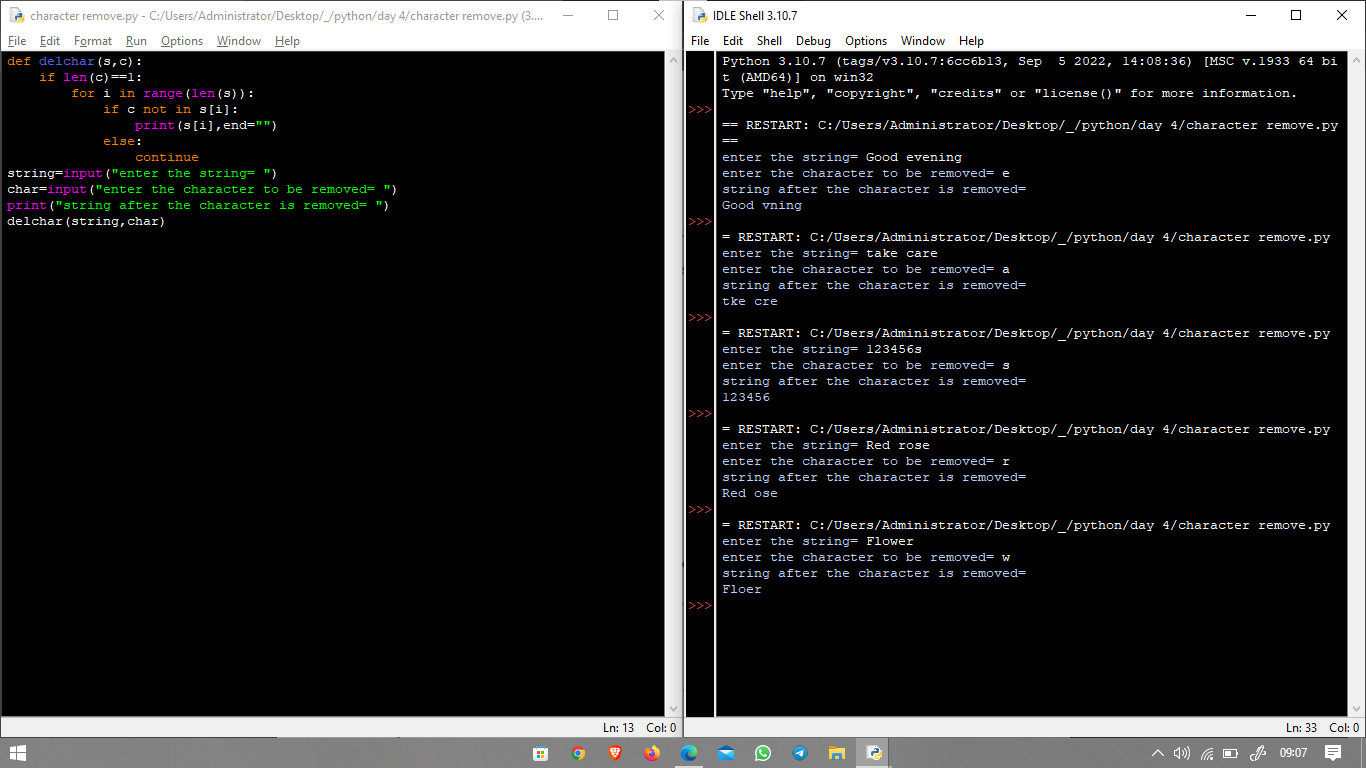 character remove.py - C:/Users/Administrator/Desktop/_/python/day 4/character remove.py (3....
File Edit Format Run Options Window Help
def delchar(s,c):
    if len(c)==1:
        for i in range(len(s)):
            if c not in s[i]:
                print(s[i],end="")
            else:
                continue
string=input("enter the string= ")
char=input("enter the character to be removed= ")
print("string after the character is removed= ")
delchar(string,char)
Ln: 13 Col: 0
IDLE Shell 3.10.7
File Edit Shell Debug Options Window Help
Python 3.10.7 (tags/v3.10.7:6cc6b13, Sep  5 2022, 14:08:36) [MSC v.1933 64 bi
t (AMD64)] on win32
Type "help", "copyright", "credits" or "license()" for more information.
>>>
== RESTART: C:/Users/Administrator/Desktop/_/python/day 4/character remove.py
==
enter the string= Good evening
enter the character to be removed= e
string after the character is removed=
Good vning
>>>
= RESTART: C:/Users/Administrator/Desktop/_/python/day 4/character remove.py
enter the string= take care
enter the character to be removed= a
string after the character is removed=
tke cre
>>>
= RESTART: C:/Users/Administrator/Desktop/_/python/day 4/character remove.py
enter the string= 123456s
enter the character to be removed= s
string after the character is removed=
123456
>>>
= RESTART: C:/Users/Administrator/Desktop/_/python/day 4/character remove.py
enter the string= Red rose
enter the character to be removed= r
string after the character is removed=
Red ose
>>>
= RESTART: C:/Users/Administrator/Desktop/_/python/day 4/character remove.py
enter the string= Flower
enter the character to be removed= w
string after the character is removed=
Floer
>>>
Ln: 33 Col: 0
09:07